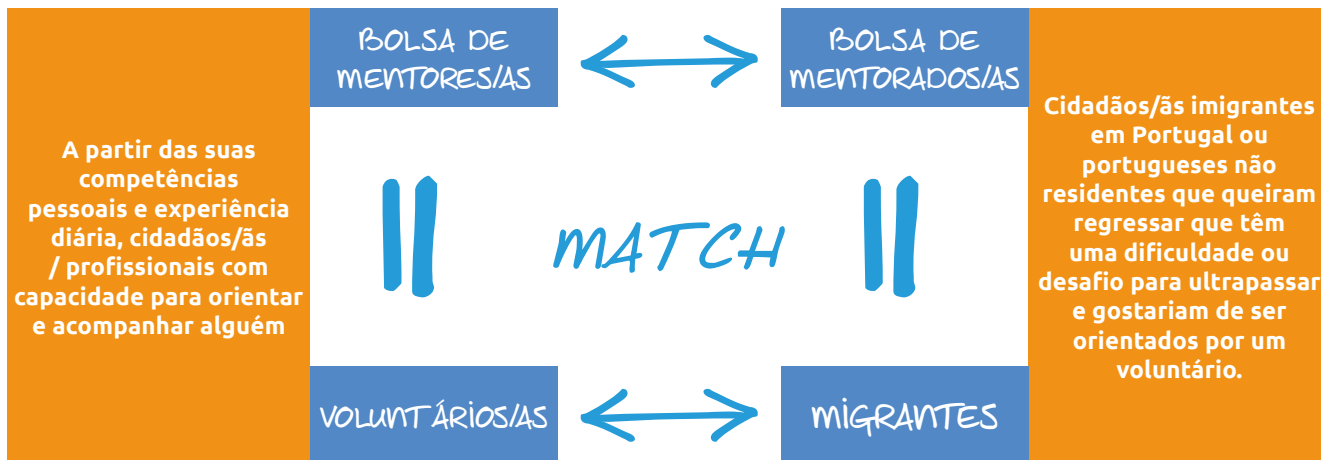 A partir das suas
competências
pessoais e experiência
diária, cidadãos/ãs
/ profissionais com
capacidade para orientar
e acompanhar alguém
BOLSA DE
MENTORES/AS
BOLSA DE
MENTORADOS/AS
MATCH
VOLUNTÁRIOS/AS
MIGRANTES
Cidadãos/ãs imigrantes
em Portugal ou
portugueses não
residentes que queiram
regressar que têm
uma dificuldade ou
desafio para ultrapassar
e gostariam de ser
orientados por um
voluntário.